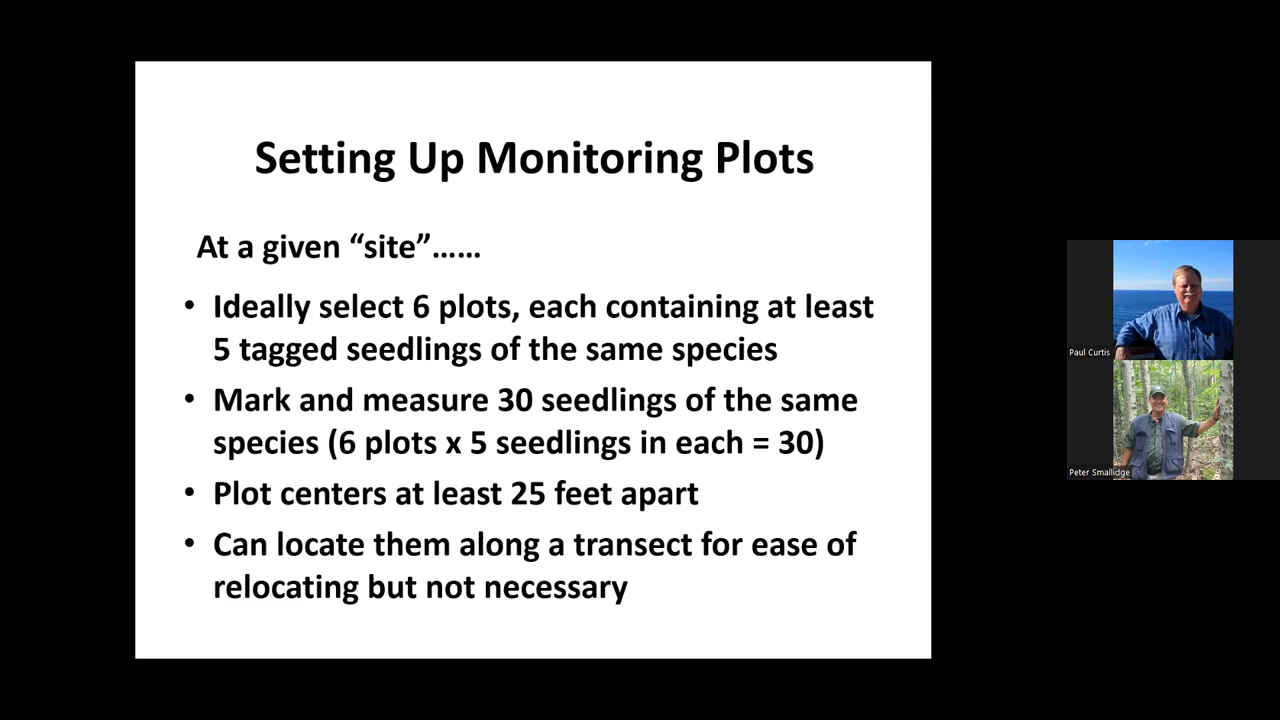 Setting Up Monitoring Plots
At a given “site”……
• Ideally select 6 plots, each containing at least
5 tagged seedlings of the same species
• Mark and measure 30 seedlings of the same
species (6 plots x 5 seedlings in each = 30)
• Plot centers at least 25 feet apart
• Can locate them along a transect for ease of
relocating but not necessary
Paul Curtis
Peter Smallidge